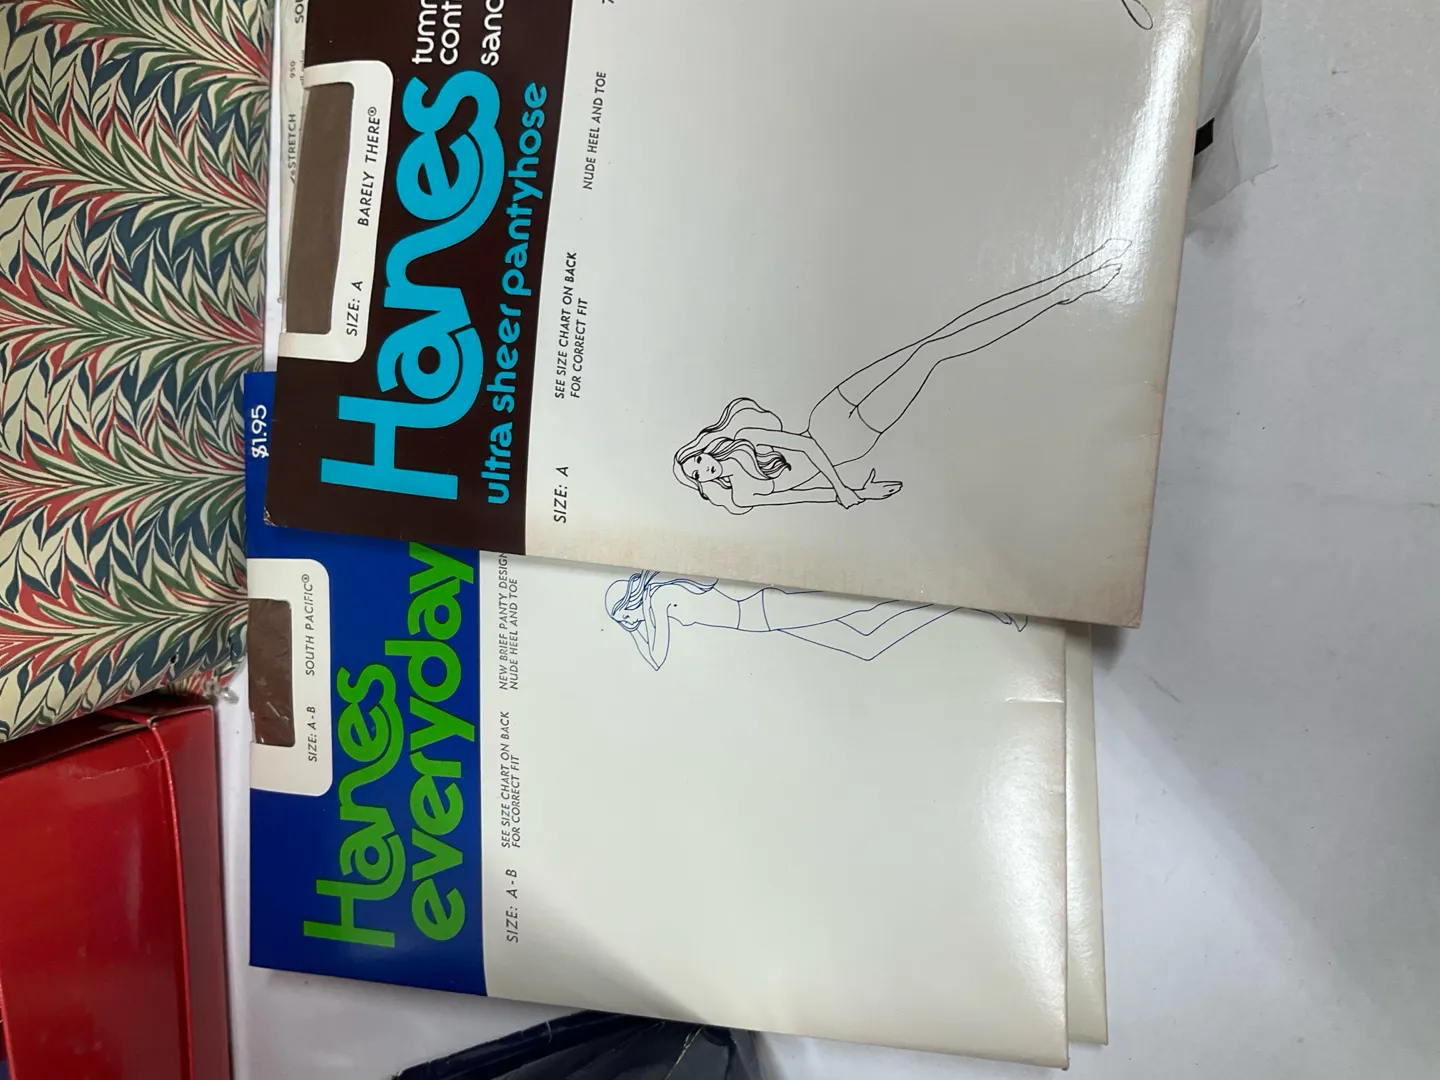 SIZE: A BARELY THERE®
Hanes
ultra sheer pantyhose
SIZE: A
SEE SIZE CHART ON BACK
FOR CORRECT FIT
NUDE HEEL AND TOE
$1.95
SIZE: A-B SOUTH PACIFIC®
Hanes
everyday
SIZE: A-B
SEE SIZE CHART ON BACK
FOR CORRECT FIT
NEW BRIEF PANTY DESIGN
NUDE HEEL AND TOE
STRETCH